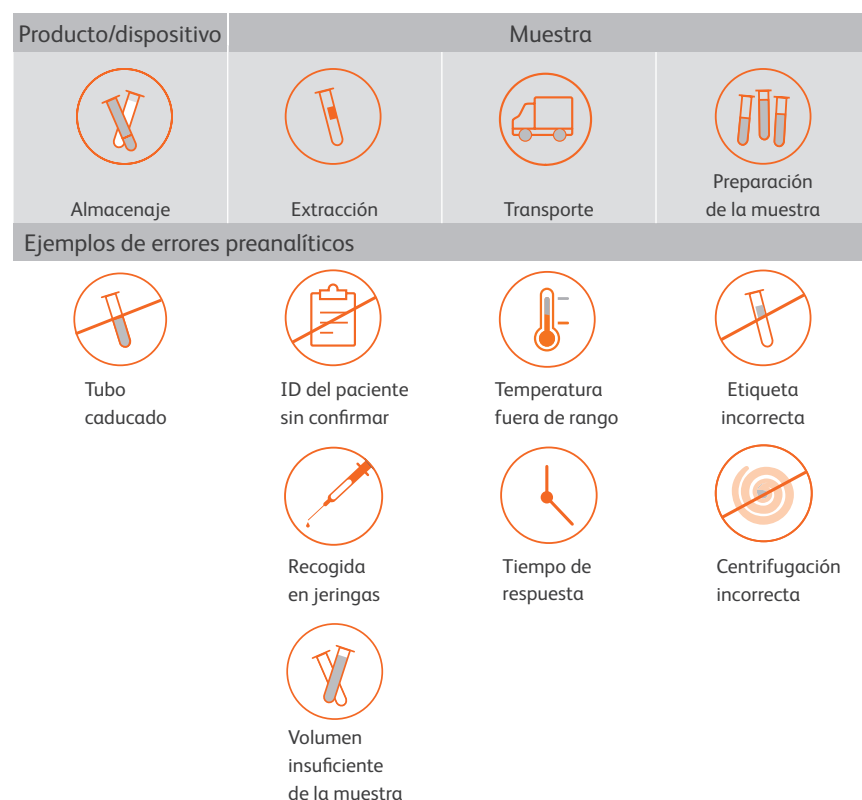 Producto/dispositivo
Muestra
Almacenaje
Extracción
Transporte
Preparación
de la muestra
Ejemplos de errores preanalíticos
Tubo
caducado
ID del paciente
sin confirmar
Temperatura
fuera de rango
Etiqueta
incorrecta
Recogida
en jeringas
Tiempo de
respuesta
Centrifugación
incorrecta
Volumen
insuficiente
de la muestra